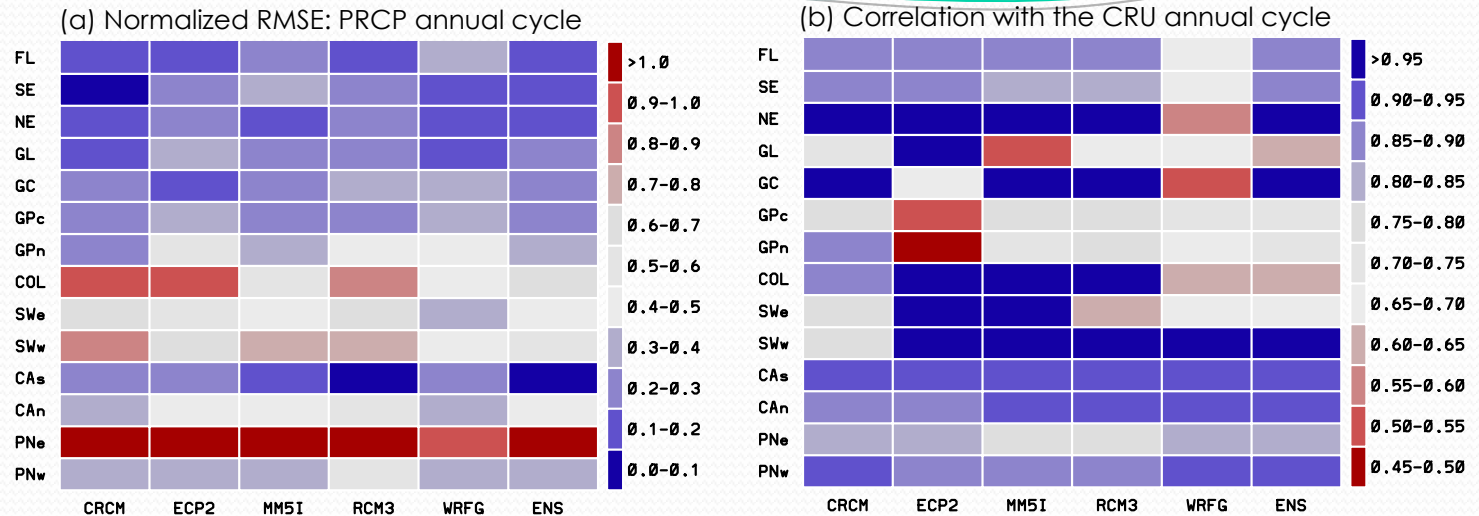 (a) Normalized RMSE: PRCP annual cycle
FL
SE
NE
GL
GC
GPc
GPn
COL
SWe
SWw
CAs
CAn
PNe
PNw
CRCM ECP2 MM5I RCM3 WRFG ENS
>1.0
0.9-1.0
0.8-0.9
0.7-0.8
0.6-0.7
0.5-0.6
0.4-0.5
0.3-0.4
0.2-0.3
0.1-0.2
0.0-0.1
(b) Correlation with the CRU annual cycle
FL
SE
NE
GL
GC
GPc
GPn
COL
SWe
SWw
CAs
CAn
PNe
PNw
CRCM ECP2 MM5I RCM3 WRFG ENS
>0.95
0.90-0.95
0.85-0.90
0.80-0.85
0.75-0.80
0.70-0.75
0.65-0.70
0.60-0.65
0.55-0.60
0.50-0.55
0.45-0.50